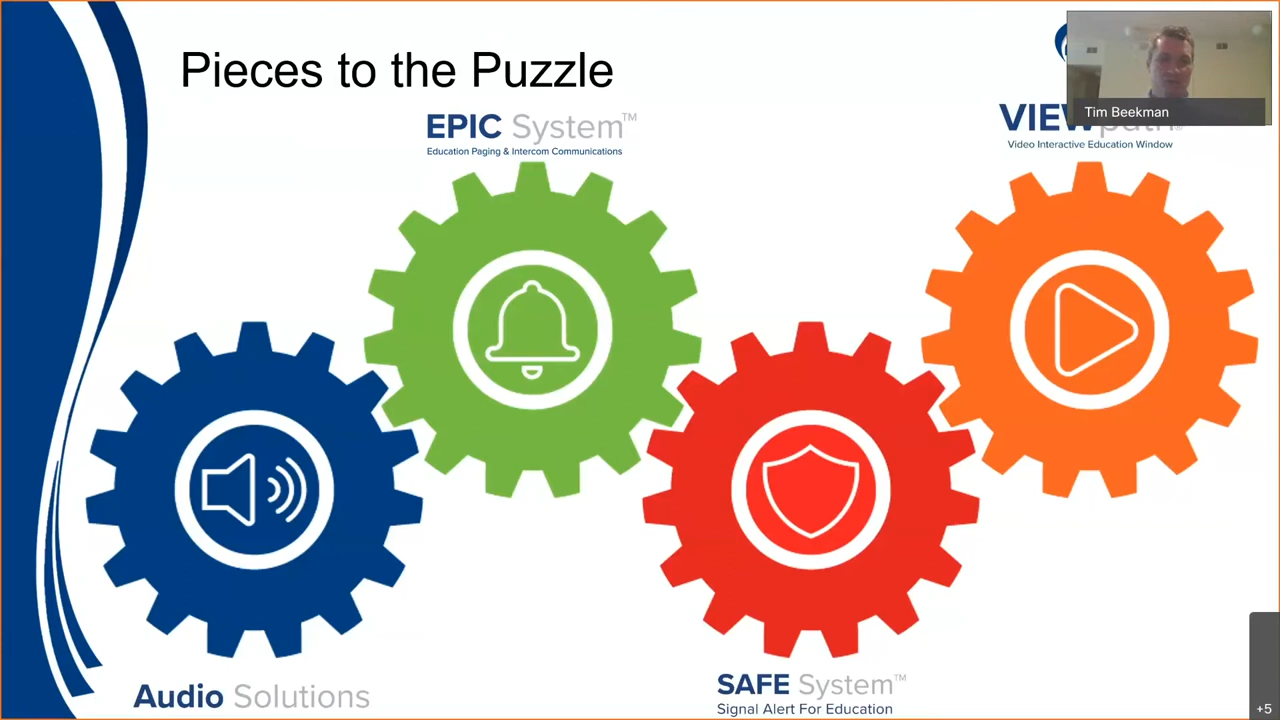 Pieces to the Puzzle
Tim Beekman
EPIC System™
Education Paging & Intercom Communications
VIEWpath®
Video Interactive Education Window
Audio Solutions
SAFE System™
Signal Alert For Education
+5